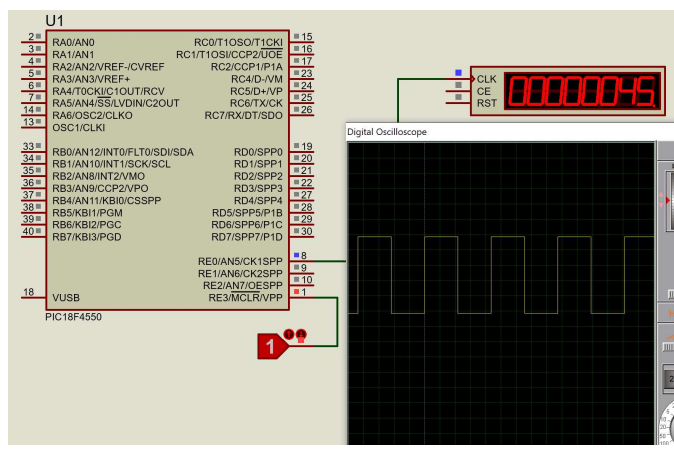 U1
2 RA0/AN0 RC0/T1OSO/T1CKI 15
3 RA1/AN1 RC1/T1OSI/CCP2/UOE 16
4 RA2/AN2/VREF-/CVREF RC2/CCP1/P1A 17
5 RA3/AN3/VREF+ RC4/D-/VM 23
6 RA4/T0CKI/C1OUT/RCV RC5/D+/VP 24
7 RA5/AN4/SS/LVDIN/C2OUT RC6/TX/CK 25
14 RA6/OSC2/CLKO RC7/RX/DT/SDO 26
13 OSC1/CLKI
33 RB0/AN12/INT0/FLT0/SDI/SDA RD0/SPP0 19
34 RB1/AN10/INT1/SCK/SCL RD1/SPP1 20
35 RB2/AN8/INT2/VMO RD2/SPP2 21
36 RB3/AN9/CCP2/VPO RD3/SPP3 22
37 RB4/AN11/KBI0/CSSPP RD4/SPP4 27
38 RB5/KBI1/PGM RD5/SPP5/P1B 28
39 RB6/KBI2/PGC RD6/SPP6/P1C 29
40 RB7/KBI3/PGD RD7/SPP7/P1D 30
RE0/AN5/CK1SPP 8
RE1/AN6/CK2SPP 9
RE2/AN7/OESPP 10
18 VUSB RE3/MCLR/VPP 1
PIC18F4550
1
CLK
CE
RST
00000045
Digital Oscilloscope